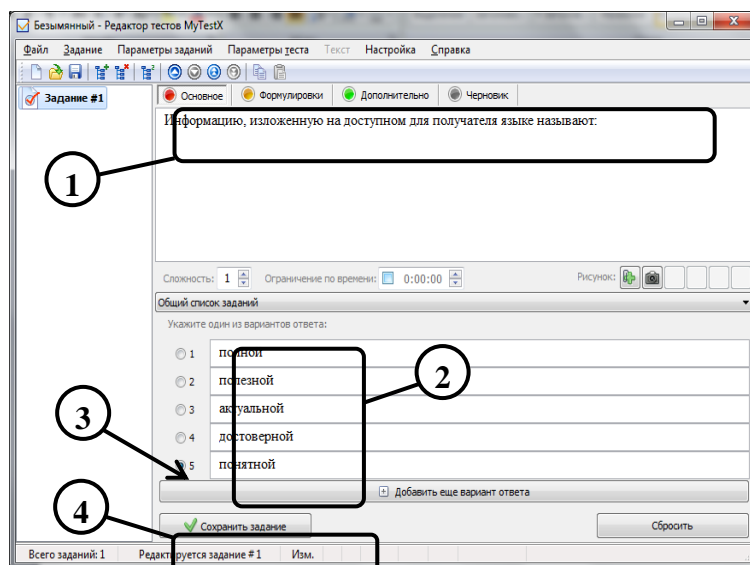 Безымянный - Редактор тестов MyTestX
Файл Задание Параметры заданий Параметры теста Текст Настройка Справка
Задание #1
Основное Формулировки Дополнительно Черновик
Информацию, изложенную на доступном для получателя языке называют:
1
Сложность: 1 Ограничение по времени: 0:00:00 Рисунок:
Общий список заданий
Укажите один из вариантов ответа:
1 полной
2 полезной
2
3 актуальной
3
4 достоверной
5 понятной
Добавить еще вариант ответа
4
Сохранить задание Сбросить
Всего заданий: 1 Редактируется задание # 1 Изм.